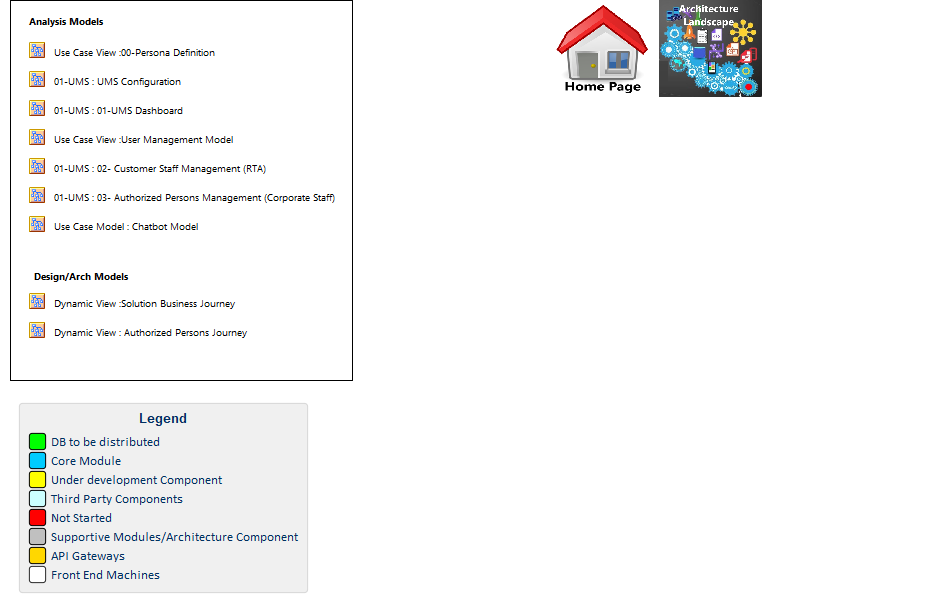 Analysis Models
Use Case View :00-Persona Definition
01-UMS : UMS Configuration
01-UMS : 01-UMS Dashboard
Use Case View :User Management Model
01-UMS : 02- Customer Staff Management (RTA)
01-UMS : 03- Authorized Persons Management (Corporate Staff)
Use Case Model : Chatbot Model
Design/Arch Models
Dynamic View :Solution Business Journey
Dynamic View : Authorized Persons Journey
Home Page
Architecture
Landscape
Legend
DB to be distributed
Core Module
Under development Component
Third Party Components
Not Started
Supportive Modules/Architecture Component
API Gateways
Front End Machines